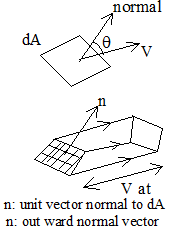 normal
dA
θ
V
n
V at
n: unit vector normal to dA
n: out ward normal vector